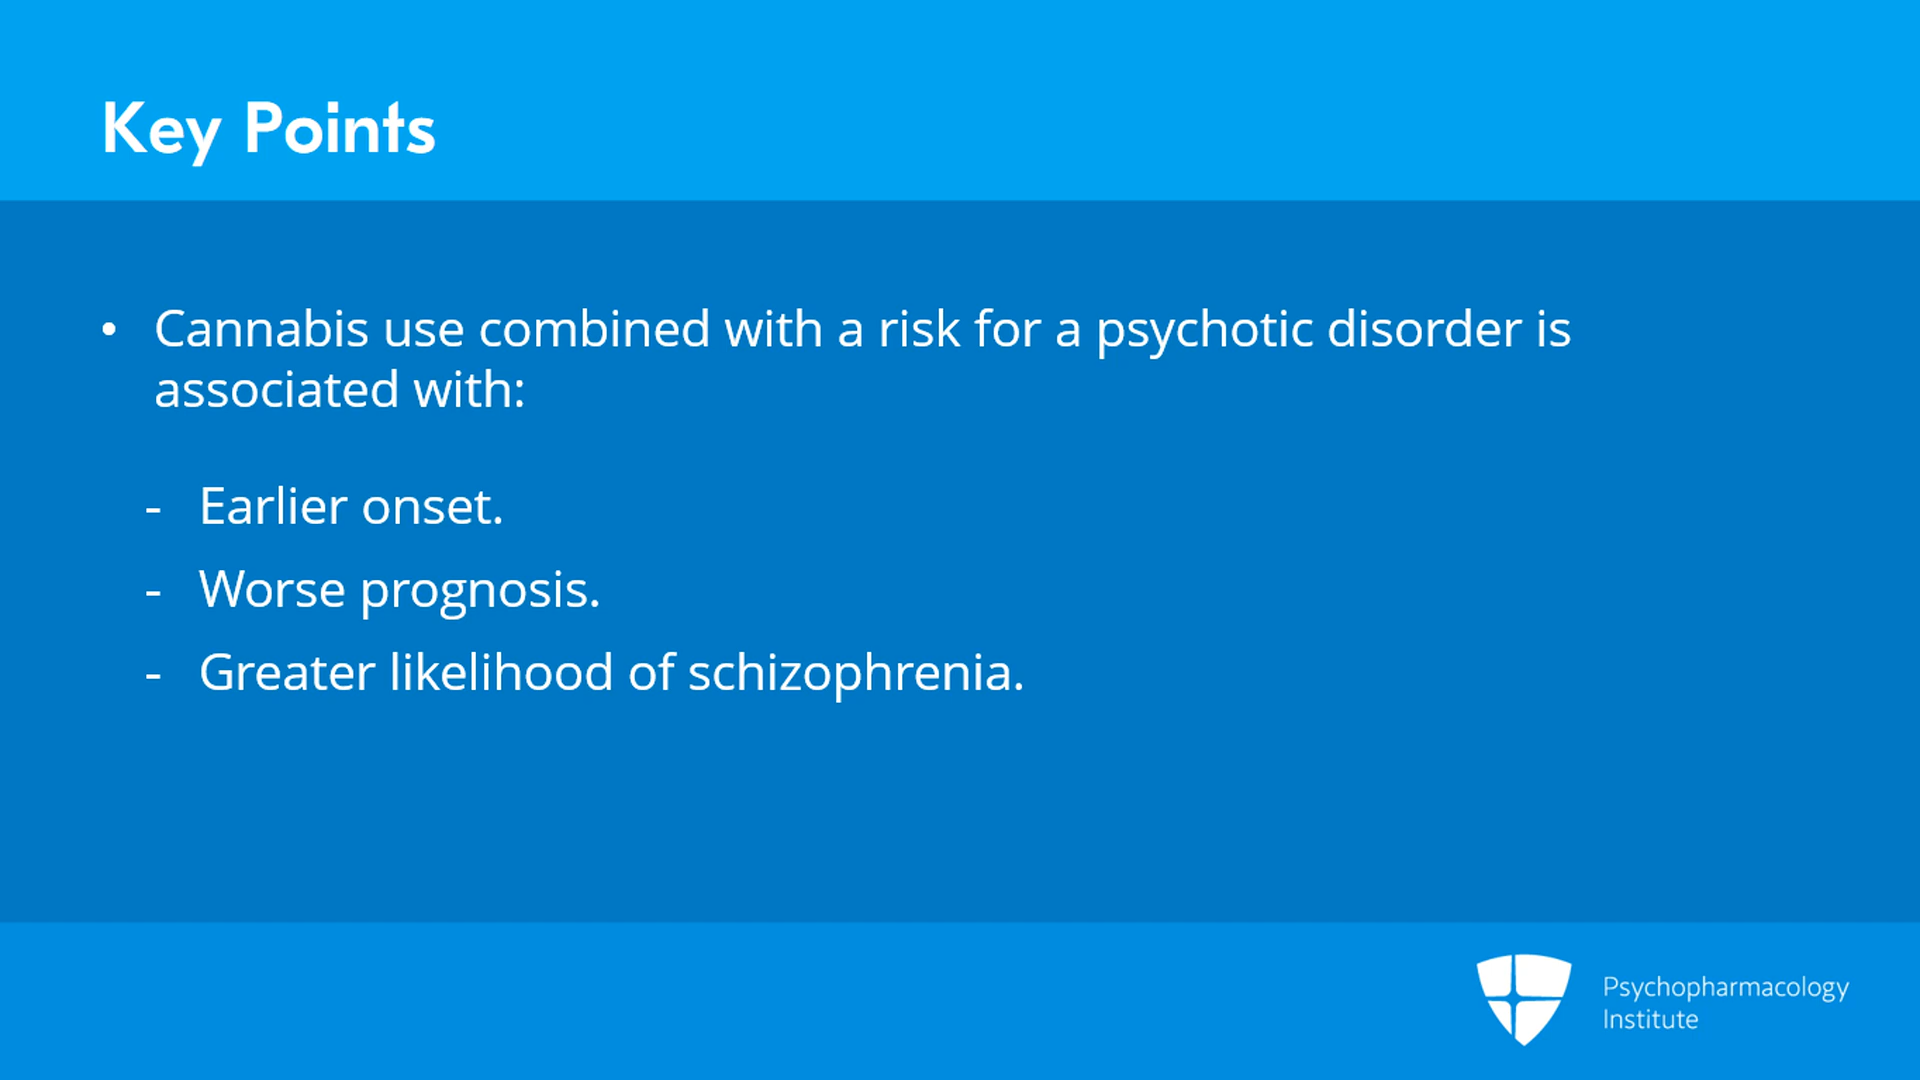 Key Points
• Cannabis use combined with a risk for a psychotic disorder is
associated with:
- Earlier onset.
- Worse prognosis.
- Greater likelihood of schizophrenia.
Psychopharmacology
Institute